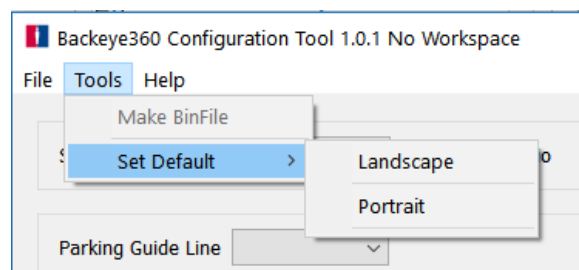 Backeye360 Configuration Tool 1.0.1 No Workspace
File Tools Help
Make BinFile
Set Default
Landscape
Portrait
Parking Guide Line